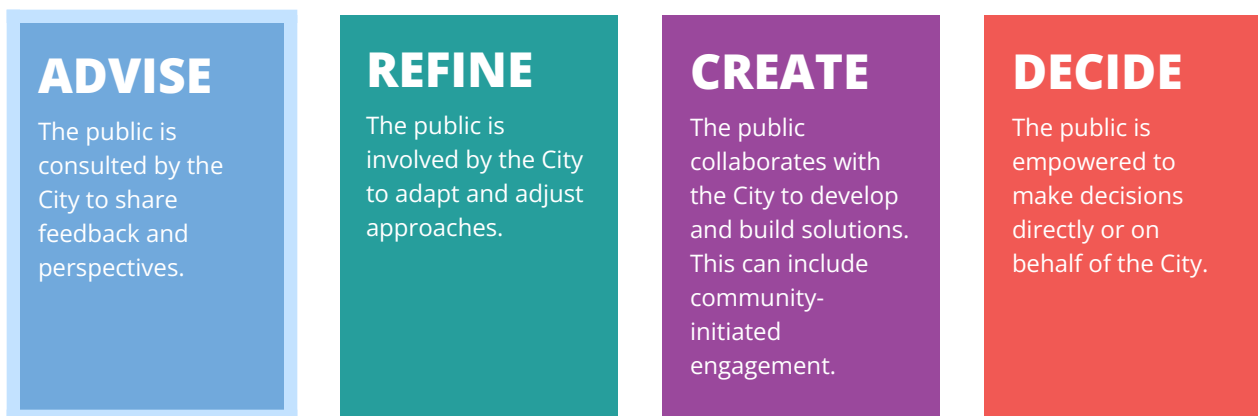 ADVISE
The public is
consulted by the
City to share
feedback and
perspectives.
REFINE
The public is
involved by the City
to adapt and adjust
approaches.
CREATE
The public
collaborates with
the City to develop
and build solutions.
This can include
community-
initiated
engagement.
DECIDE
The public is
empowered to
make decisions
directly or on
behalf of the City.